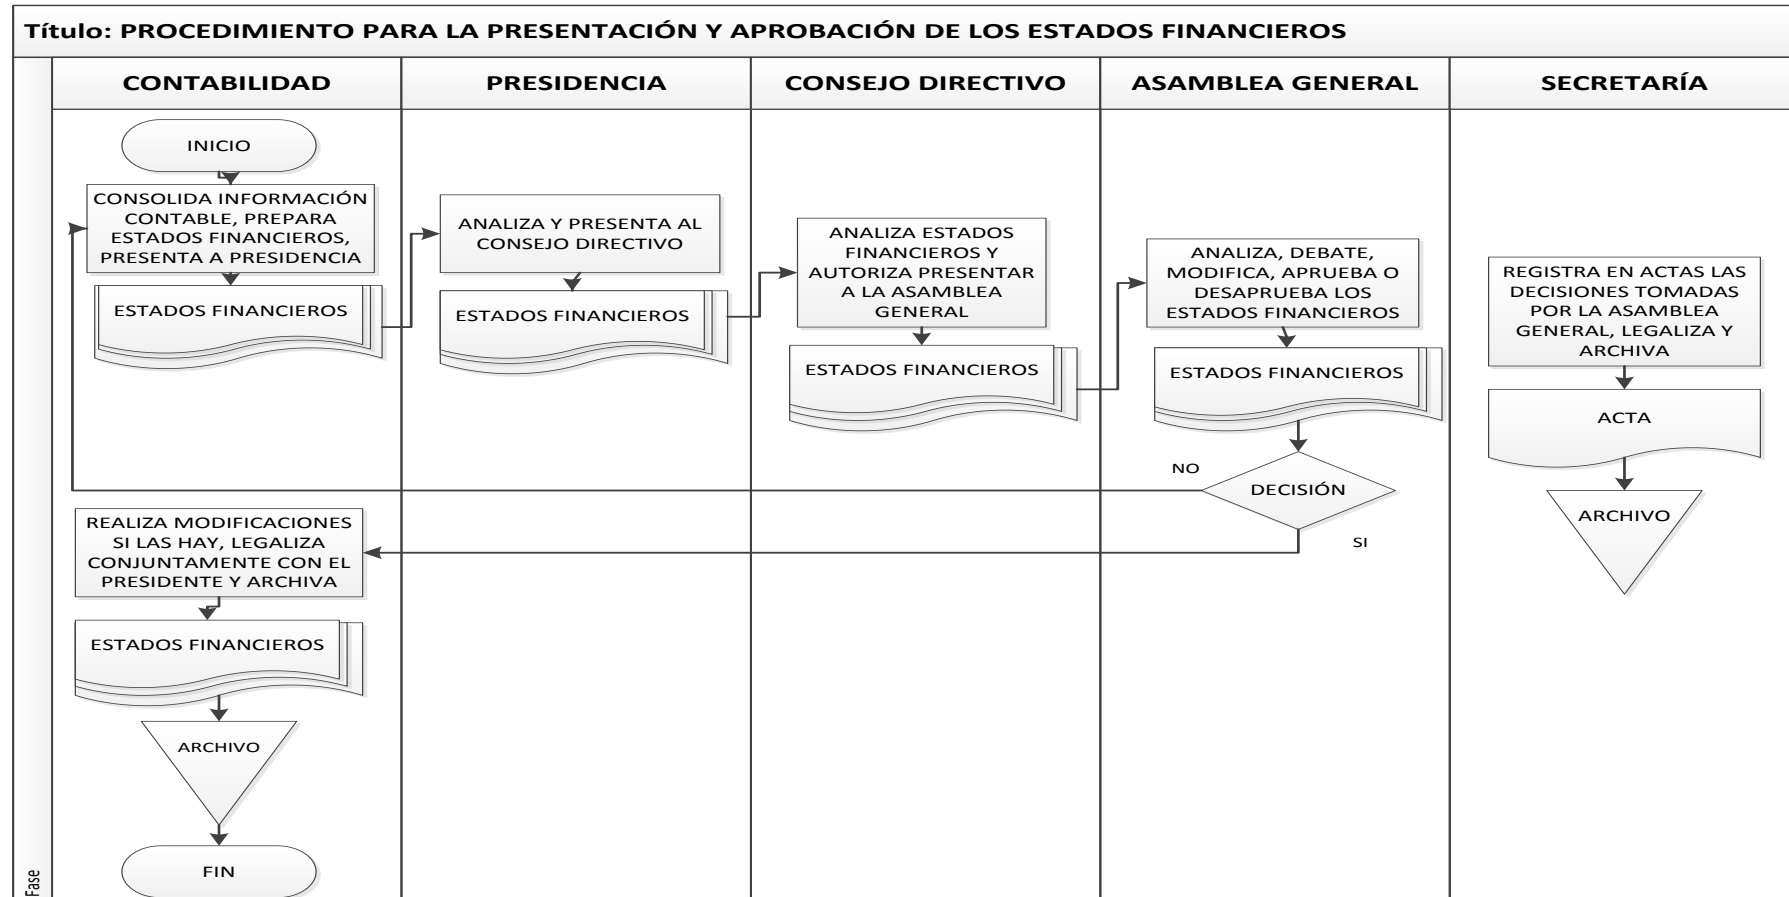 Título: PROCEDIMIENTO PARA LA PRESENTACIÓN Y APROBACIÓN DE LOS ESTADOS FINANCIEROS
CONTABILIDAD
PRESIDENCIA
CONSEJO DIRECTIVO
ASAMBLEA GENERAL
SECRETARÍA
INICIO
CONSOLIDA INFORMACIÓN
CONTABLE, PREPARA
ESTADOS FINANCIEROS,
PRESENTA A PRESIDENCIA
ESTADOS FINANCIEROS
ANALIZA Y PRESENTA AL
CONSEJO DIRECTIVO
ESTADOS FINANCIEROS
ANALIZA ESTADOS
FINANCIEROS Y
AUTORIZA PRESENTAR
A LA ASAMBLEA
GENERAL
ESTADOS FINANCIEROS
ANALIZA, DEBATE,
MODIFICA, APRUEBA O
DESAPRUEBA LOS
ESTADOS FINANCIEROS
ESTADOS FINANCIEROS
DECISIÓN
NO
SI
REGISTRA EN ACTAS LAS
DECISIONES TOMADAS
POR LA ASAMBLEA
GENERAL, LEGALIZA Y
ARCHIVA
ACTA
ARCHIVO
REALIZA MODIFICACIONES
SI LAS HAY, LEGALIZA
CONJUNTAMENTE CON EL
PRESIDENTE Y ARCHIVA
ESTADOS FINANCIEROS
ARCHIVO
FIN
Fase